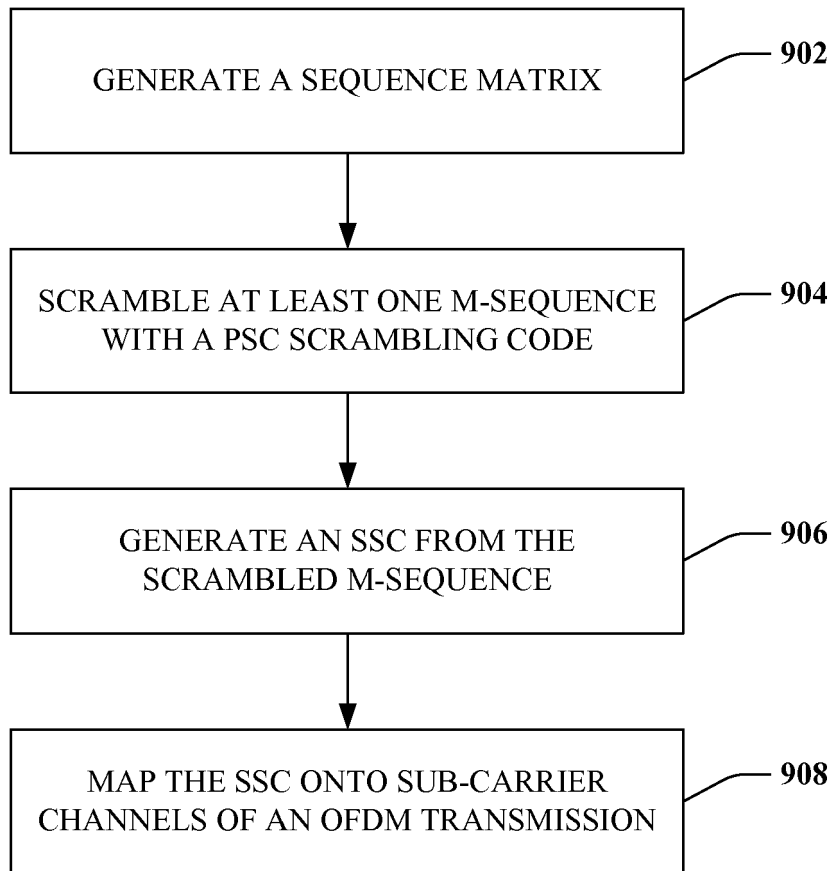 GENERATE A SEQUENCE MATRIX
902
SCRAMBLE AT LEAST ONE M-SEQUENCE
WITH A PSC SCRAMBLING CODE
904
GENERATE AN SSC FROM THE
SCRAMBLED M-SEQUENCE
906
MAP THE SSC ONTO SUB-CARRIER
CHANNELS OF AN OFDM TRANSMISSION
908